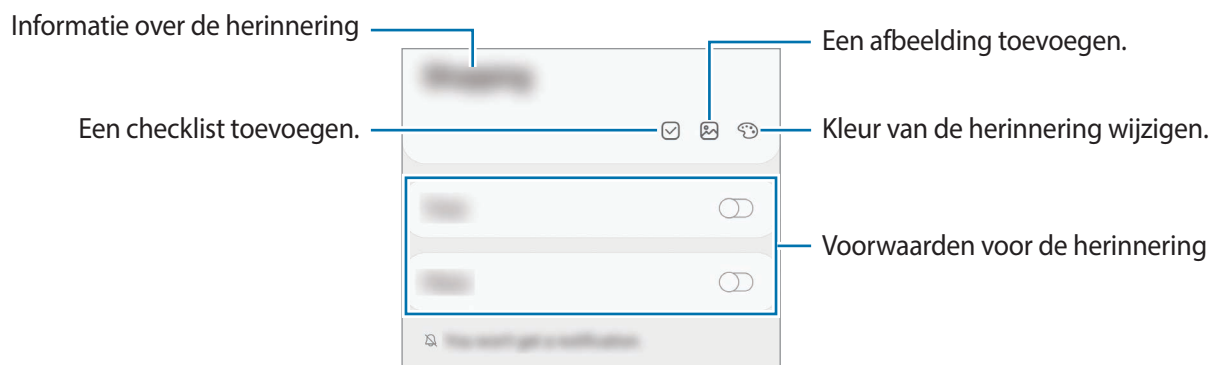 Informatie over de herinnering
Een afbeelding toevoegen.
Een checklist toevoegen.
Kleur van de herinnering wijzigen.
Voorwaarden voor de herinnering